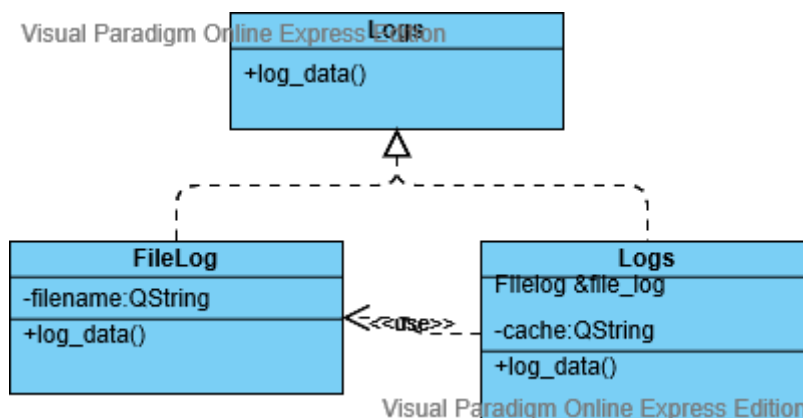 Visual Paradigm Online Express Edition
Logs
+log_data()
FileLog
-filename:QString
+log_data()
<<use>>
Logs
Filelog &file_log
-cache:QString
+log_data()
Visual Paradigm Online Express Edition